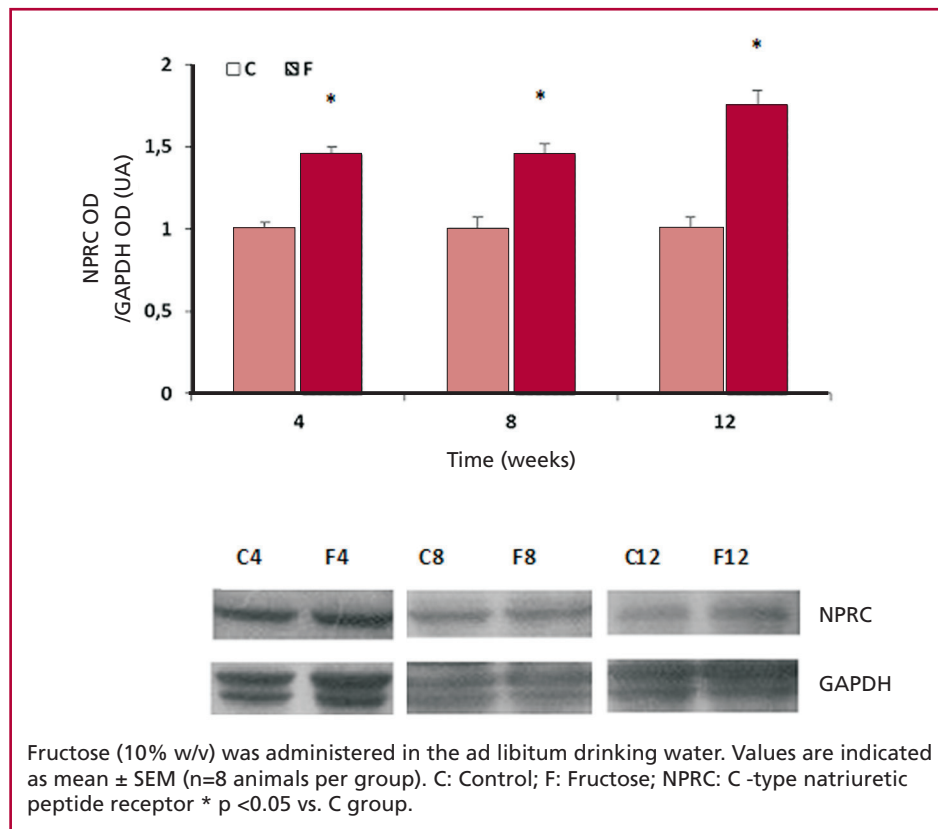 2
C F
*
*
*
1,5
1
0,5
0
NPRC OD
/GAPDH OD (UA)
4 8 12
Time (weeks)
C4 F4 C8 F8 C12 F12
NPRC
GAPDH
Fructose (10% w/v) was administered in the ad libitum drinking water. Values are indicated
as mean ± SEM (n=8 animals per group). C: Control; F: Fructose; NPRC: C -type natriuretic
peptide receptor * p <0.05 vs. C group.